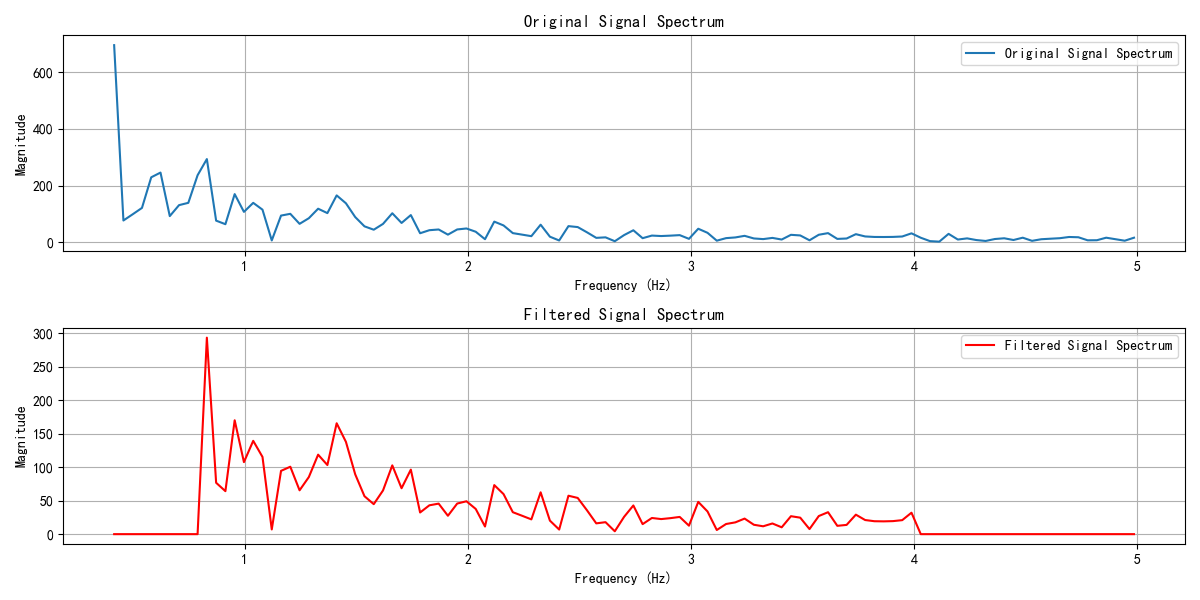 Original Signal Spectrum
Original Signal Spectrum
Magnitude
600
400
200
0
1
2
3
4
5
Frequency (Hz)
Filtered Signal Spectrum
Filtered Signal Spectrum
Magnitude
300
250
200
150
100
50
0
1
2
3
4
5
Frequency (Hz)